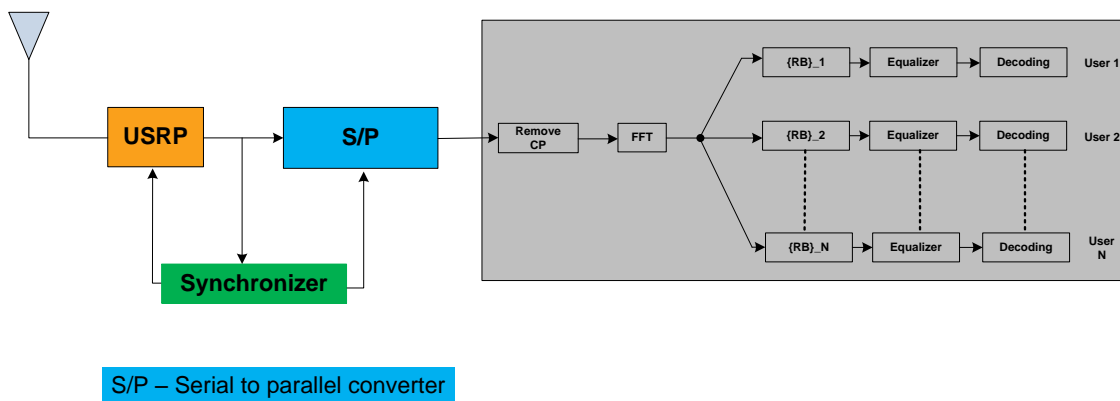 {RB}_1 Equalizer Decoding User 1
USRP S/P Remove CP FFT {RB}_2 Equalizer Decoding User 2
{RB}_N Equalizer Decoding User N
Synchronizer
S/P – Serial to parallel converter